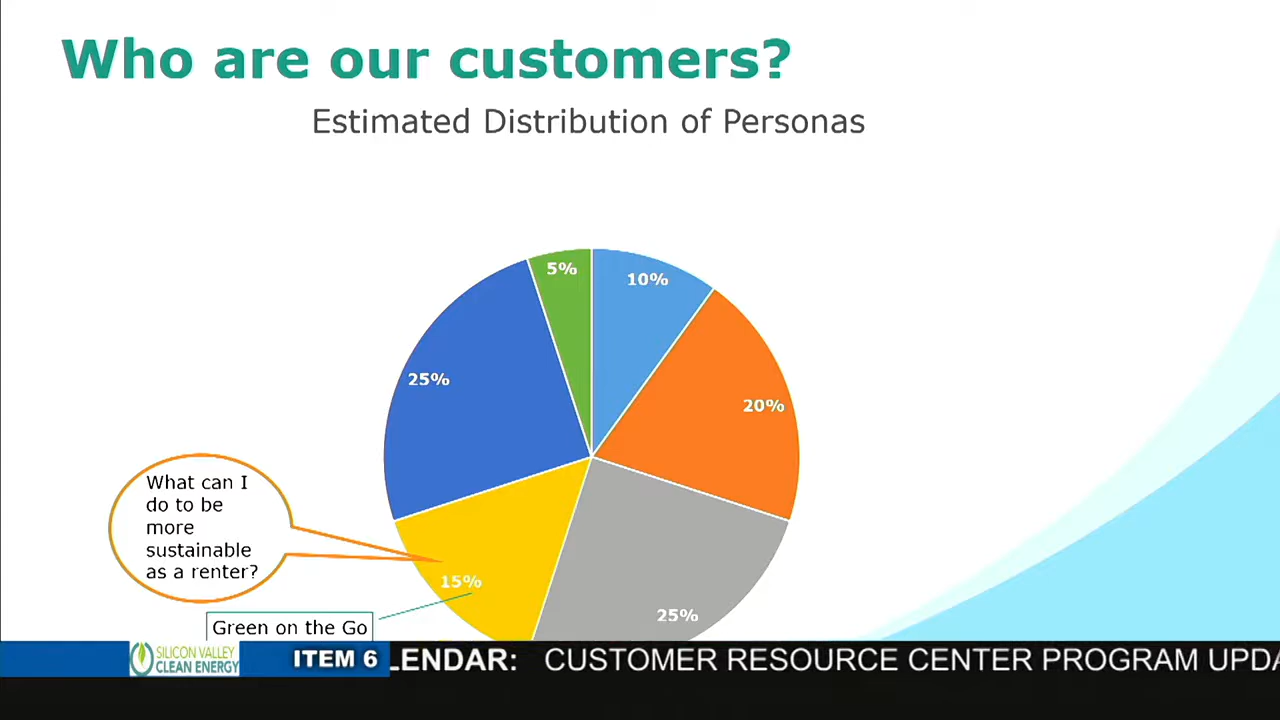 Who are our customers?
Estimated Distribution of Personas
5%
10%
25%
20%
What can I
do to be
more
sustainable
as a renter?
15%
25%
Green on the Go
SILICON VALLEY
CLEAN ENERGY
ITEM 6
LENDAR: CUSTOMER RESOURCE CENTER PROGRAM UPDA